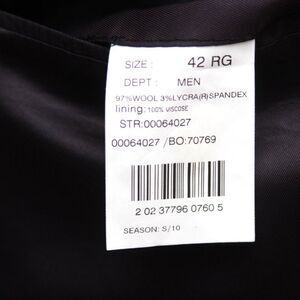 SIZE : 42 RG
DEPT : MEN
97%WOOL 3%LYCRA(R)SPANDEX
lining: 100% VISCOSE
STR:00064027
00064027 /BO:70769
2 02 37796 0760 5
SEASON: S/10